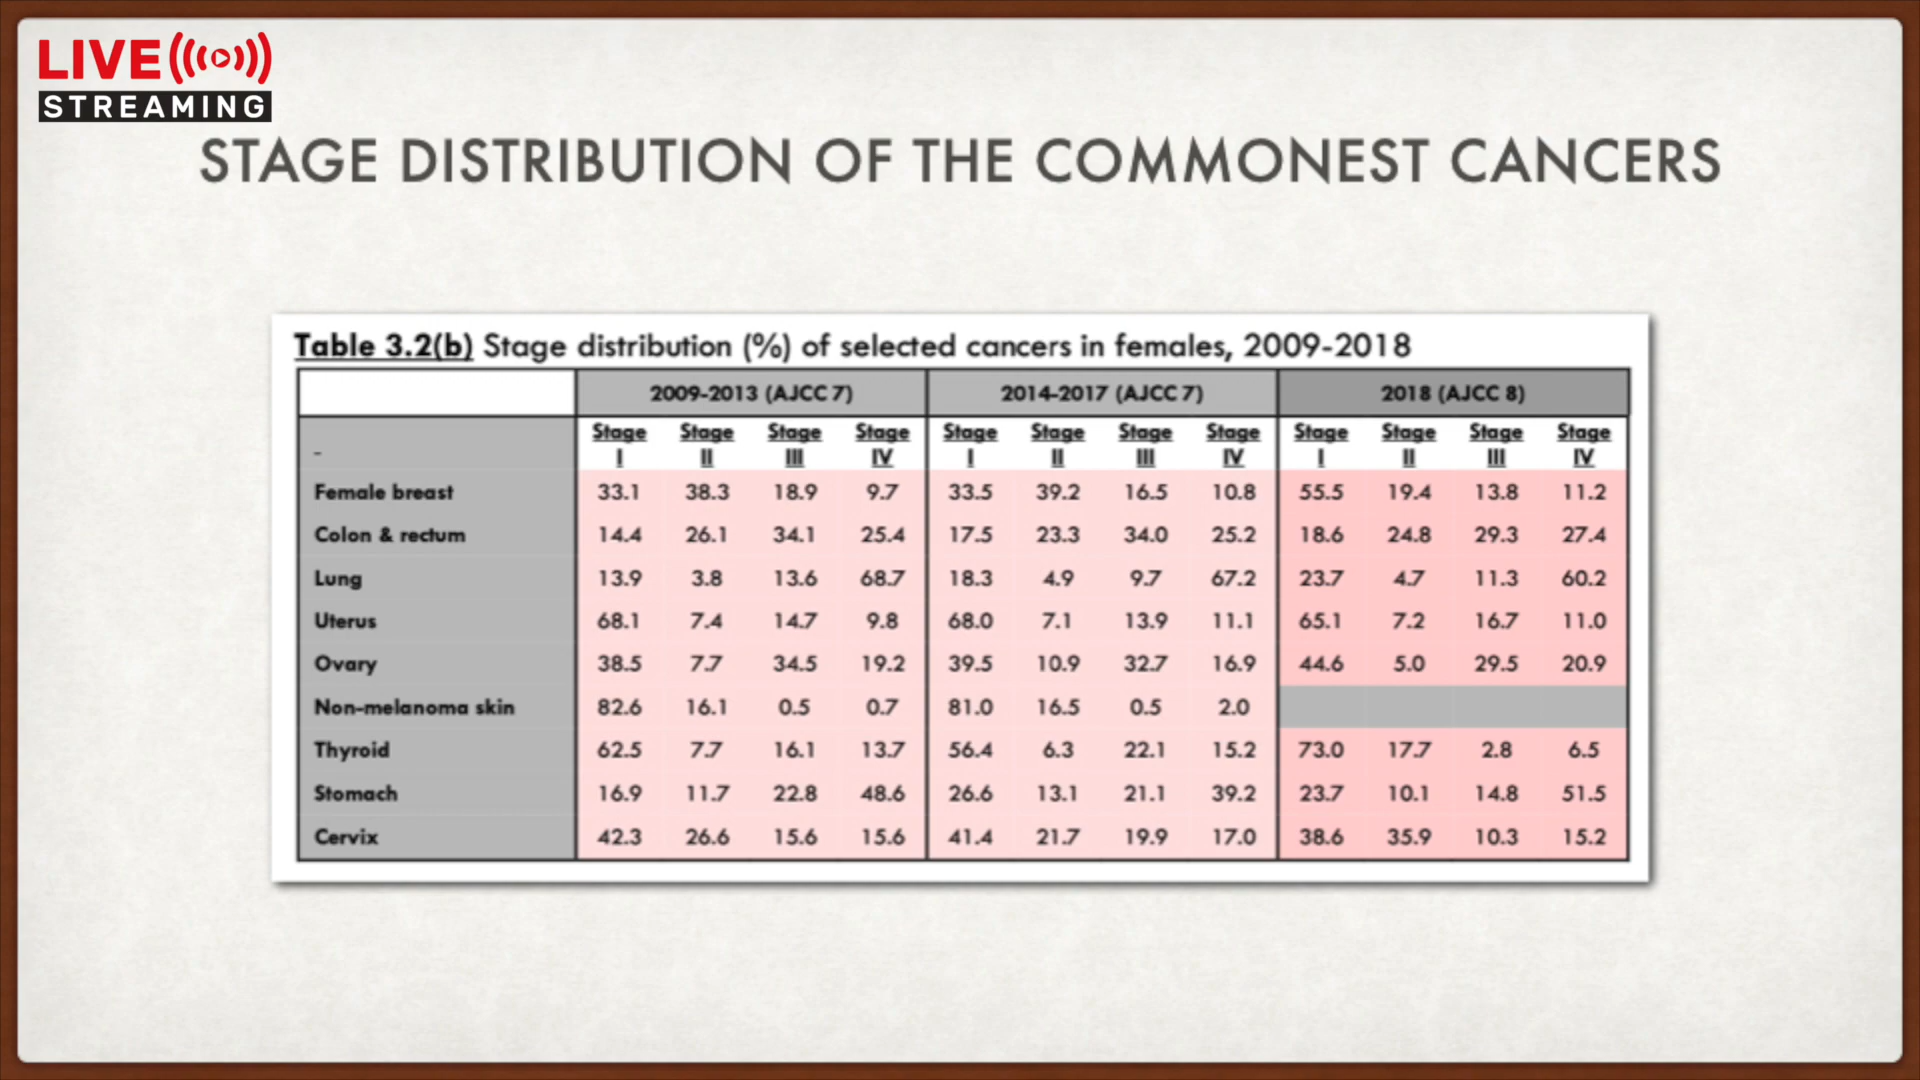 LIVE
STREAMING
STAGE DISTRIBUTION OF THE COMMONEST CANCERS
Table 3.2(b) Stage distribution (%) of selected cancers in females, 2009-2018
2009-2013 (AJCC 7) 2014-2017 (AJCC 7) 2018 (AJCC 8)
- Stage I Stage II Stage III Stage IV Stage I Stage II Stage III Stage IV Stage I Stage II Stage III Stage IV
Female breast 33.1 38.3 18.9 9.7 33.5 39.2 16.5 10.8 55.5 19.4 13.8 11.2
Colon & rectum 14.4 26.1 34.1 25.4 17.5 23.3 34.0 25.2 18.6 24.8 29.3 27.4
Lung 13.9 3.8 13.6 68.7 18.3 4.9 9.7 67.2 23.7 4.7 11.3 60.2
Uterus 68.1 7.4 14.7 9.8 68.0 7.1 13.9 11.1 65.1 7.2 16.7 11.0
Ovary 38.5 7.7 34.5 19.2 39.5 10.9 32.7 16.9 44.6 5.0 29.5 20.9
Non-melanoma skin 82.6 16.1 0.5 0.7 81.0 16.5 0.5 2.0
Thyroid 62.5 7.7 16.1 13.7 56.4 6.3 22.1 15.2 73.0 17.7 2.8 6.5
Stomach 16.9 11.7 22.8 48.6 26.6 13.1 21.1 39.2 23.7 10.1 14.8 51.5
Cervix 42.3 26.6 15.6 15.6 41.4 21.7 19.9 17.0 38.6 35.9 10.3 15.2